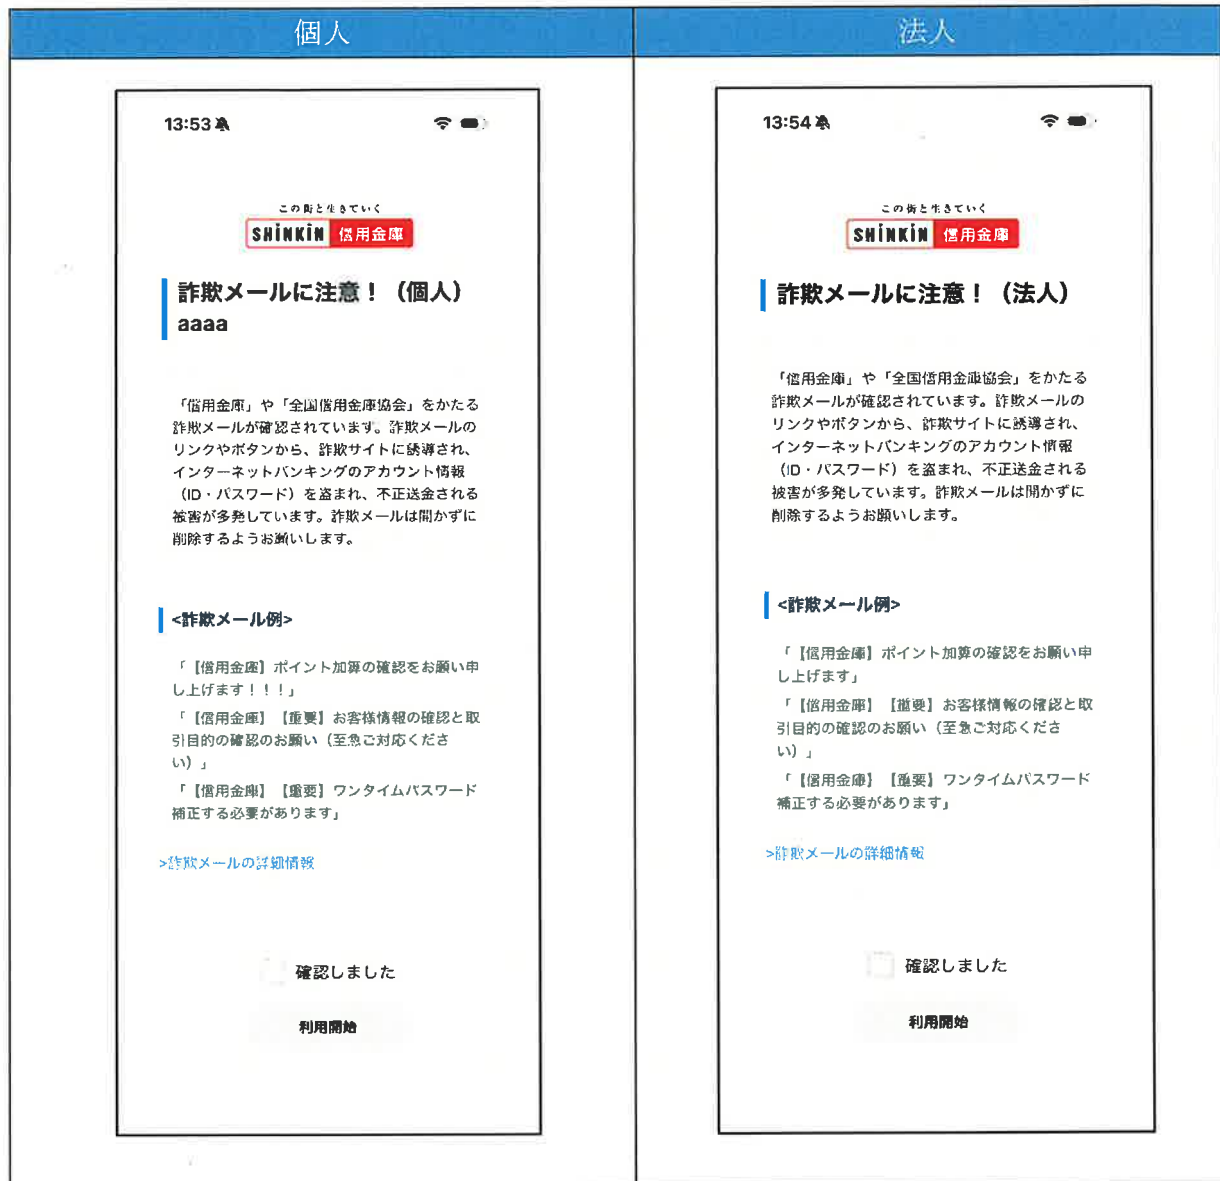 個人
13:53
この街と生きていく
SHINKIN 信用金庫
詐欺メールに注意！（個人）
aaaa
「信用金庫」や「全国信用金庫協会」をかたる
詐欺メールが確認されています。詐欺メールの
リンクやボタンから、詐欺サイトに誘導され、
インターネットバンキングのアカウント情報
（ID・パスワード）を盗まれ、不正送金される
被害が多発しています。詐欺メールは開かずに
削除するようお願いします。
<詐欺メール例>
「【信用金庫】ポイント加算の確認をお願い申
し上げます！！！」
「【信用金庫】【重要】お客様情報の確認と取
引目的の確認のお願い（至急ご対応くださ
い）」
「【信用金庫】【重要】ワンタイムパスワード
補正する必要があります」
>詐欺メールの詳細情報
確認しました
利用開始
法人
13:54
この街と生きていく
SHINKIN 信用金庫
詐欺メールに注意！（法人）
「信用金庫」や「全国信用金庫協会」をかたる
詐欺メールが確認されています。詐欺メールの
リンクやボタンから、詐欺サイトに誘導され、
インターネットバンキングのアカウント情報
（ID・パスワード）を盗まれ、不正送金される
被害が多発しています。詐欺メールは開かずに
削除するようお願いします。
<詐欺メール例>
「【信用金庫】ポイント加算の確認をお願い申
し上げます」
「【信用金庫】【重要】お客様情報の確認と取
引目的の確認のお願い（至急ご対応くださ
い）」
「【信用金庫】【重要】ワンタイムパスワード
補正する必要があります」
>詐欺メールの詳細情報
確認しました
利用開始